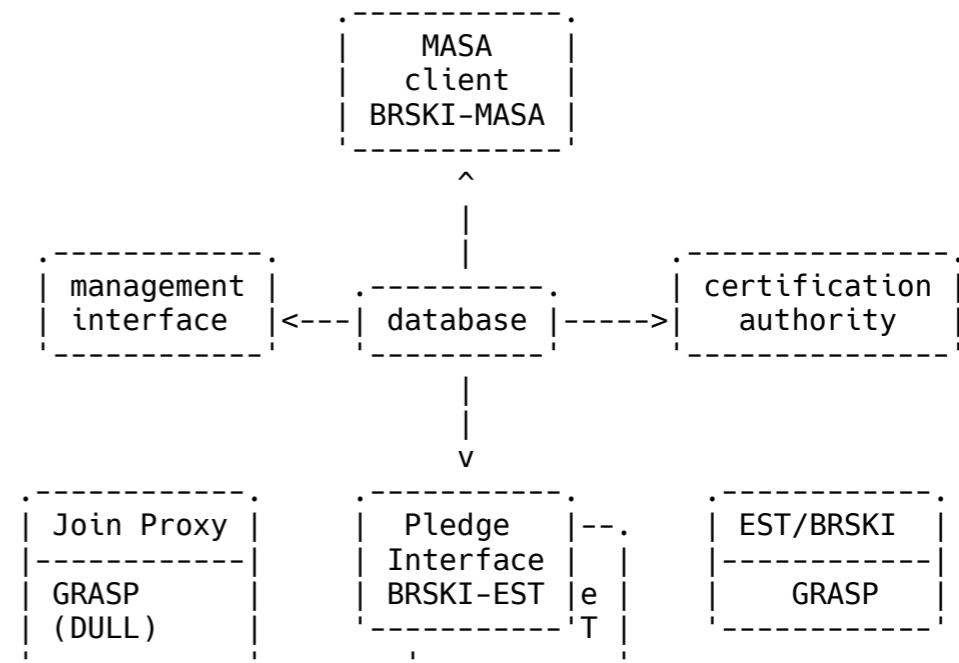 MASA
client
BRSKI-MASA
management
interface
database
certification
authority
Join Proxy
GRASP
(DULL)
Pledge
Interface
BRSKI-EST
e
T
EST/BRSKI
GRASP